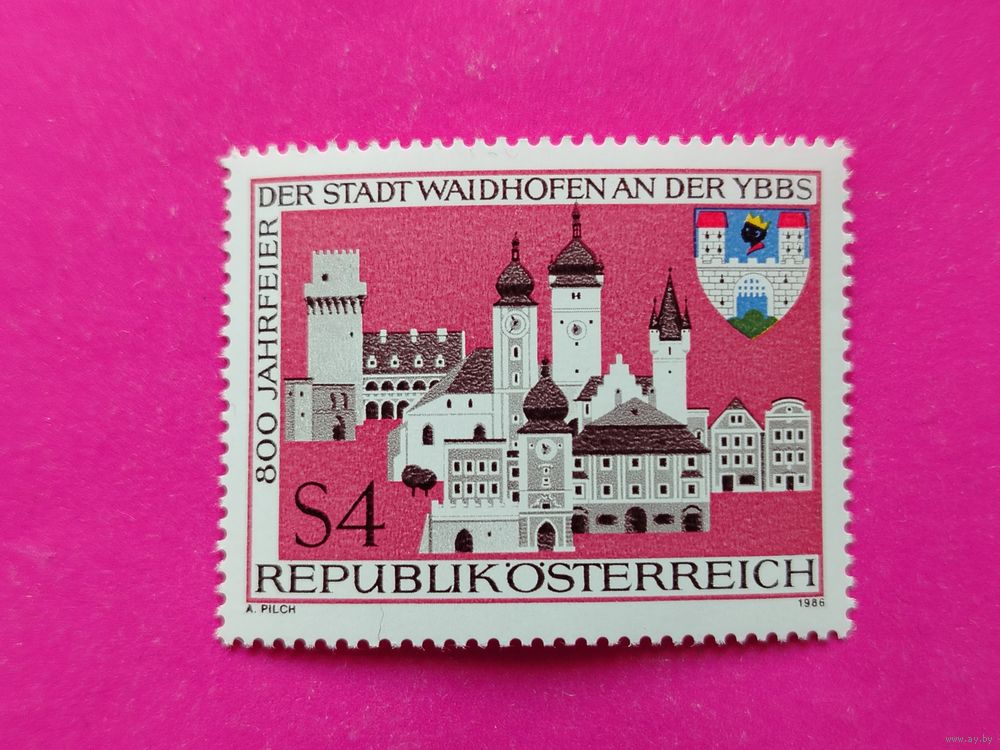 800 JAHRFEIER
DER STADT WAIDHOFEN AN DER YBBS
S4
REPUBLIK ÖSTERREICH
A. PILCH
1986
www.ay.by